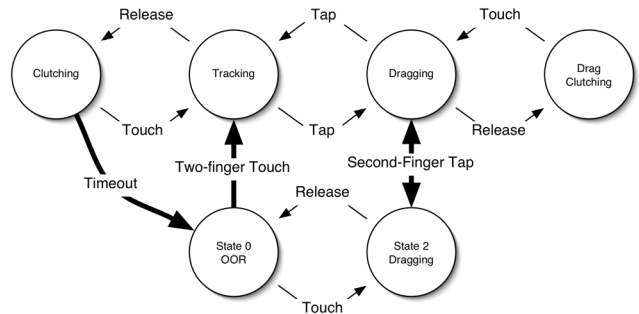 Release
Tap
Touch
Clutching
Tracking
Dragging
Drag
Clutching
Touch
Tap
Release
Two-finger Touch
Second-Finger Tap
Timeout
Release
State 0
OOR
State 2
Dragging
Touch